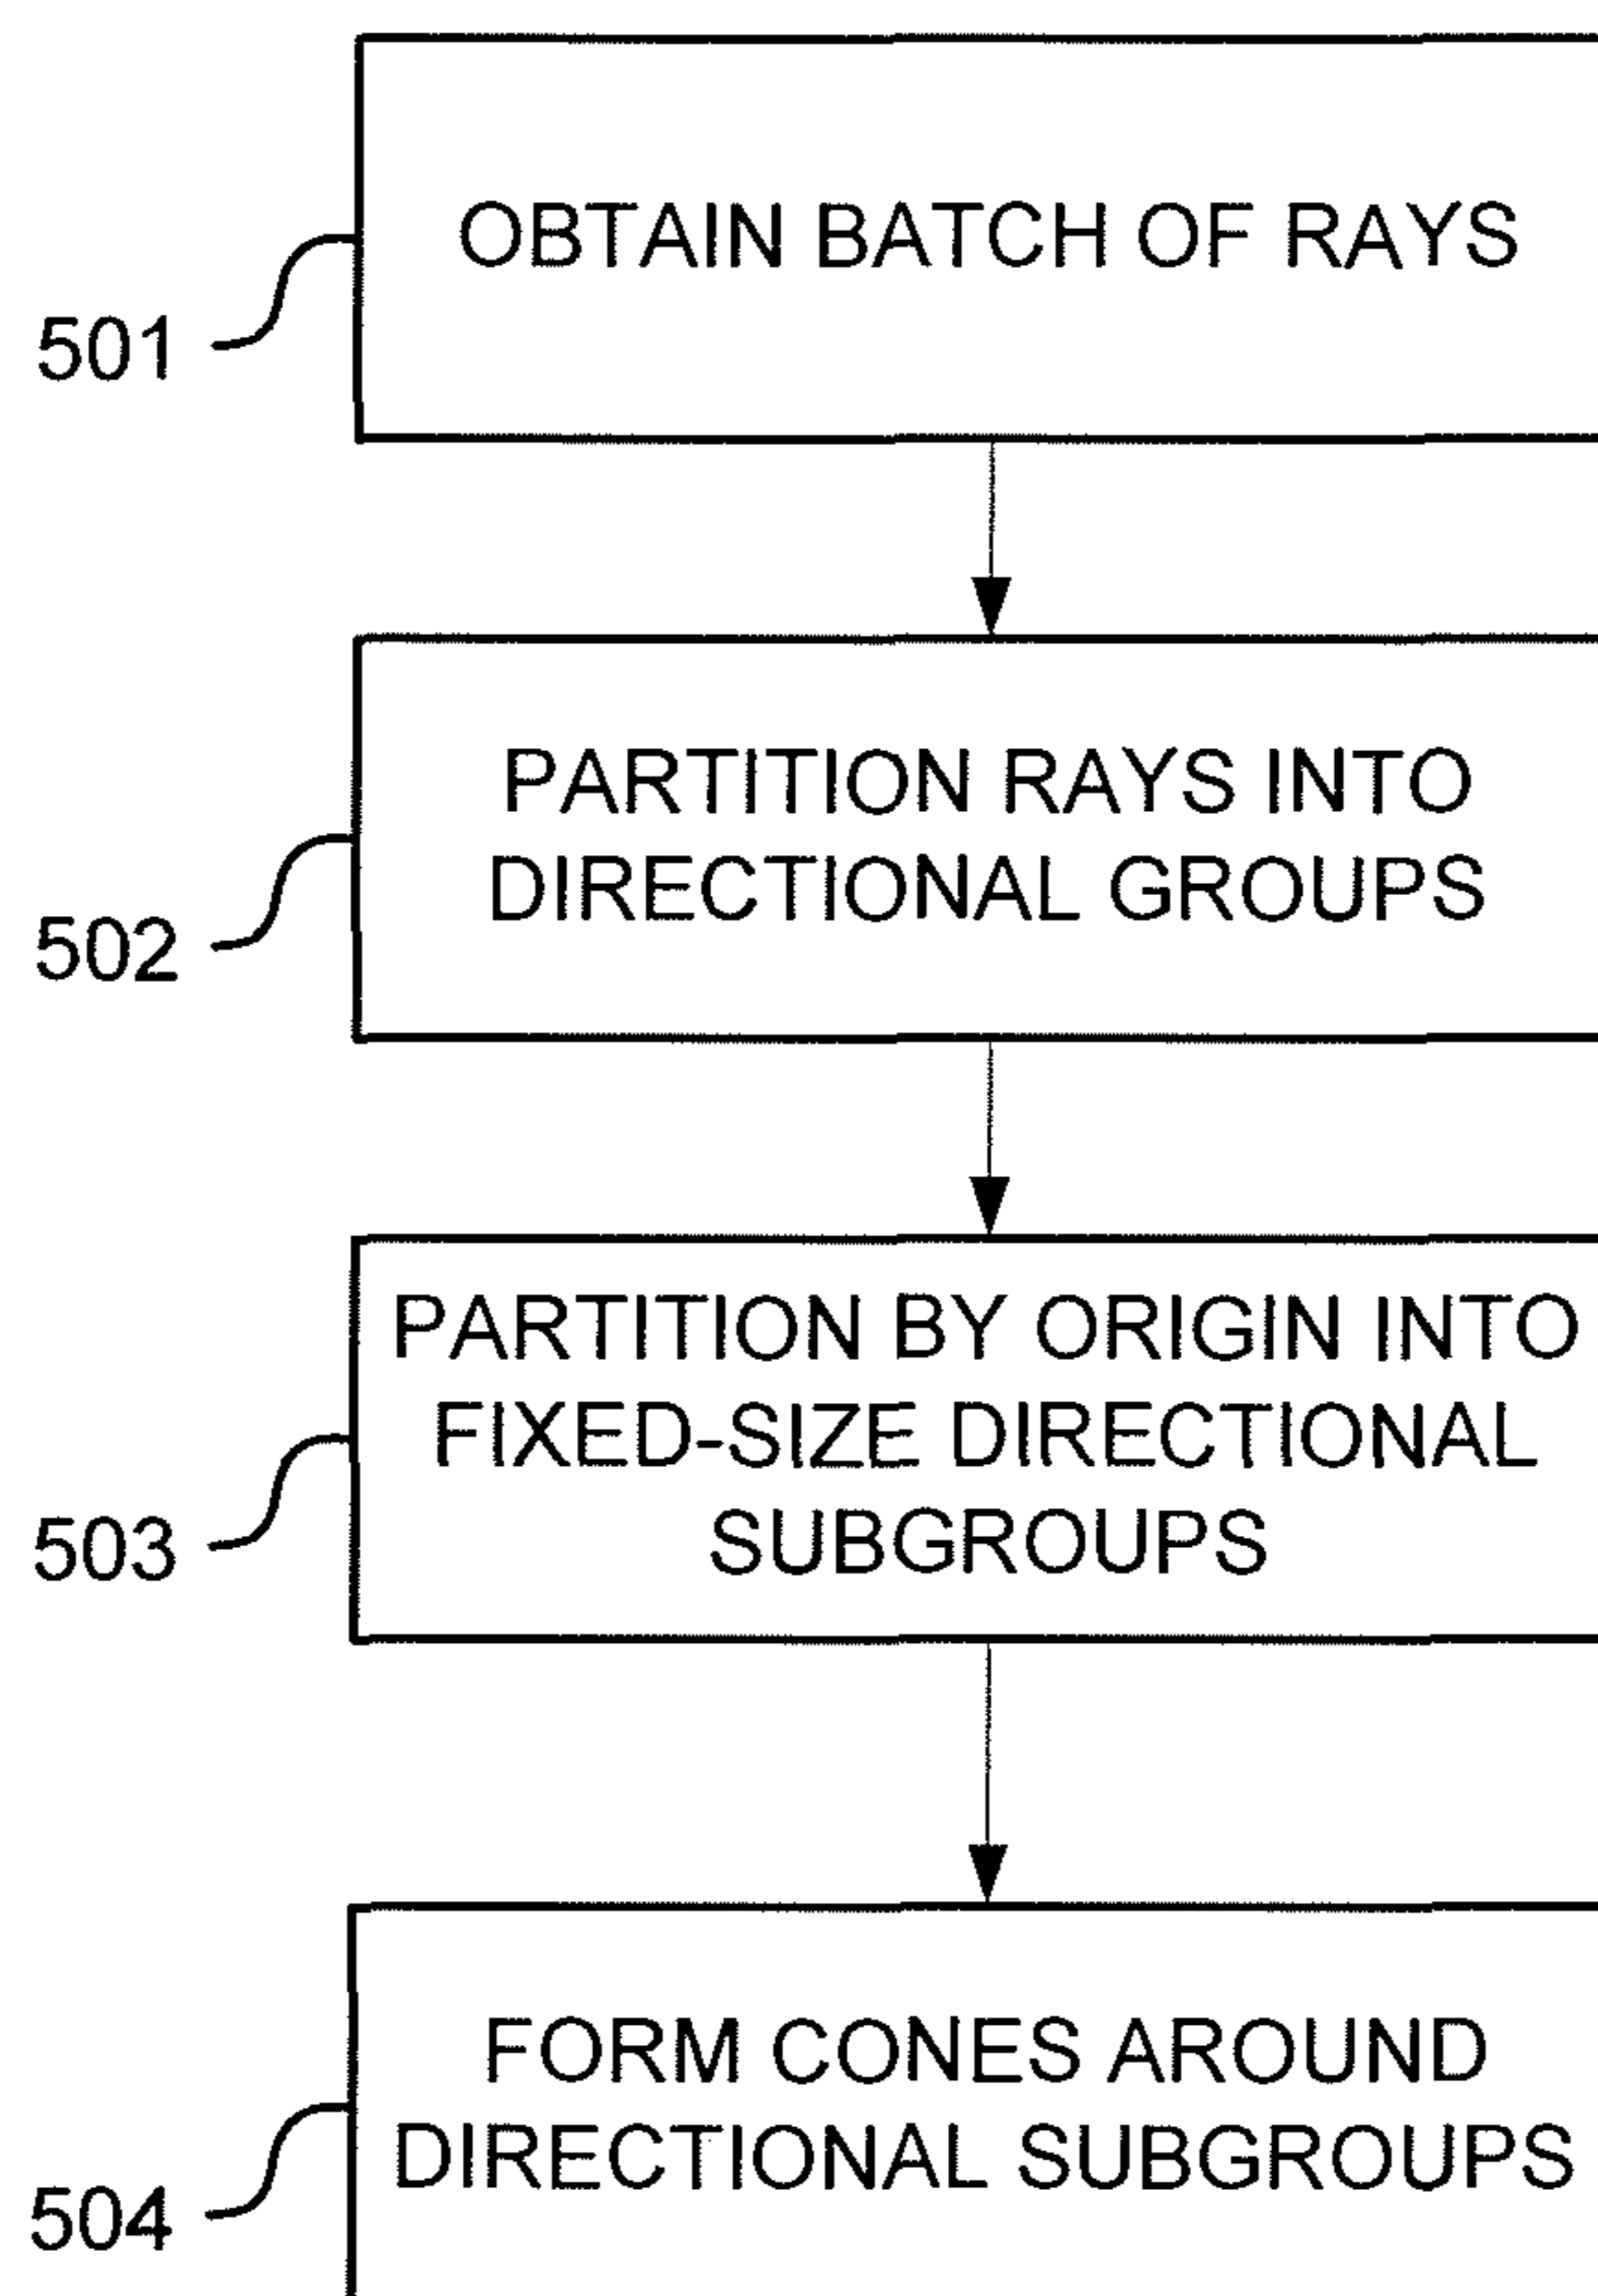 OBTAIN BATCH OF RAYS
501
PARTITION RAYS INTO
DIRECTIONAL GROUPS
502
PARTITION BY ORIGIN INTO
FIXED-SIZE DIRECTIONAL
SUBGROUPS
503
FORM CONES AROUND
DIRECTIONAL SUBGROUPS
504